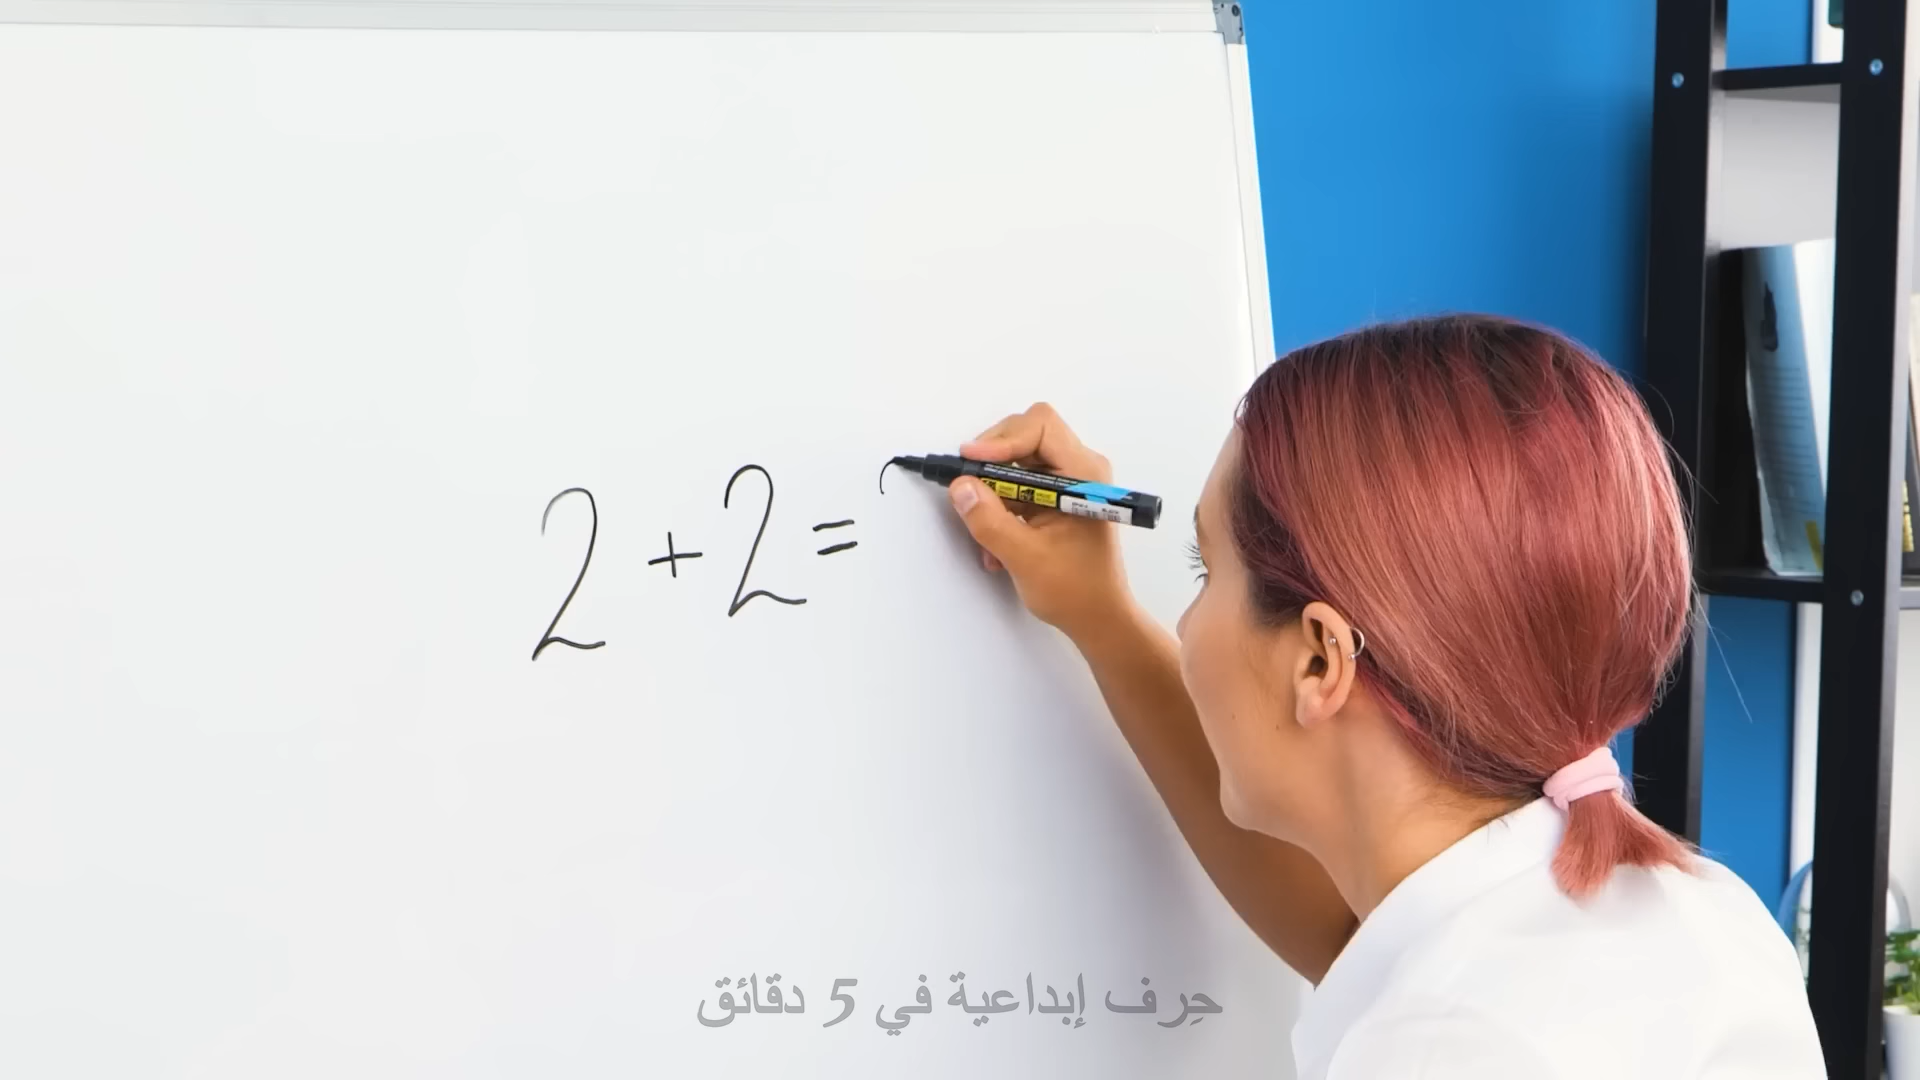 2 + 2 =
حِرف إبداعية في 5 دقائق